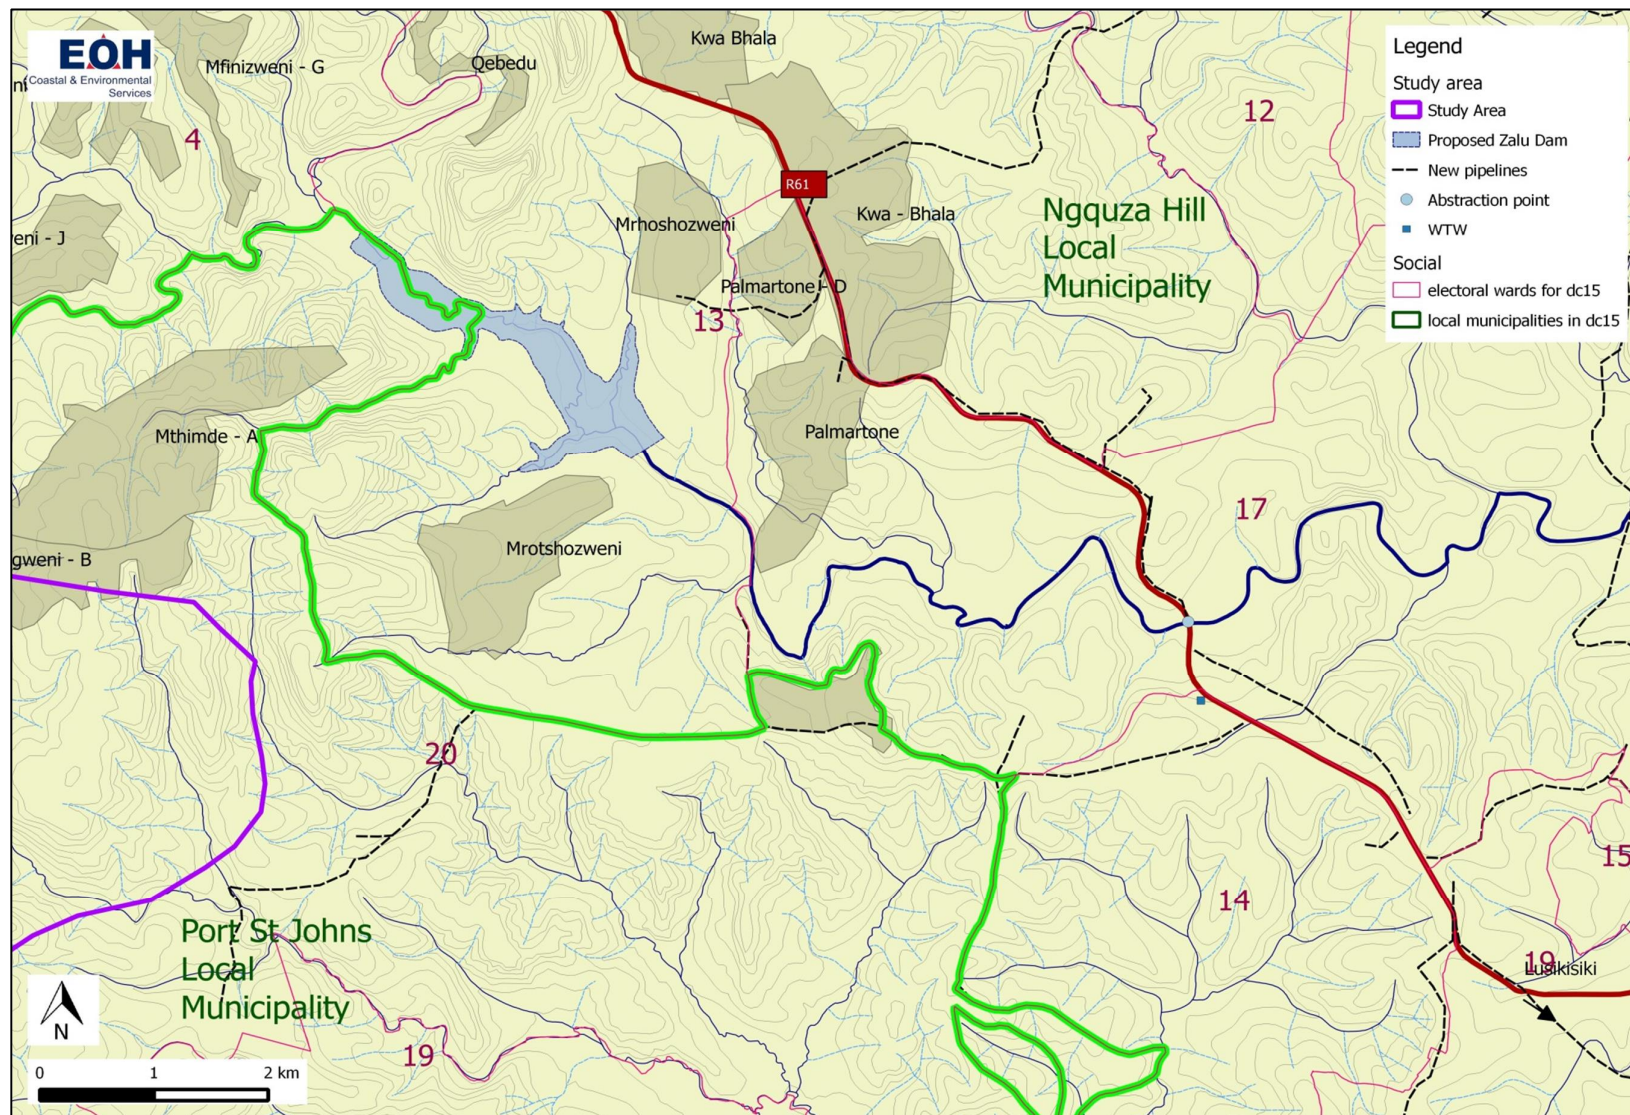 EOH
Coastal & Environmental
Services
Mfinizweni - G
Qebedu
Kwa Bhala
4
12
R61
Mrhoshozweni
Kwa - Bhala
Ngquza Hill
Local
Municipality
eni - J
Palmartone - D
13
Mthimde - A
Palmartone
17
Mrotshozweni
gweni - B
20
15
14
Port St Johns
Local
Municipality
19
Lusikisiki
19
N
0 1 2 km
Legend
Study area
Study Area
Proposed Zalu Dam
New pipelines
Abstraction point
WTW
Social
electoral wards for dc15
local municipalities in dc15